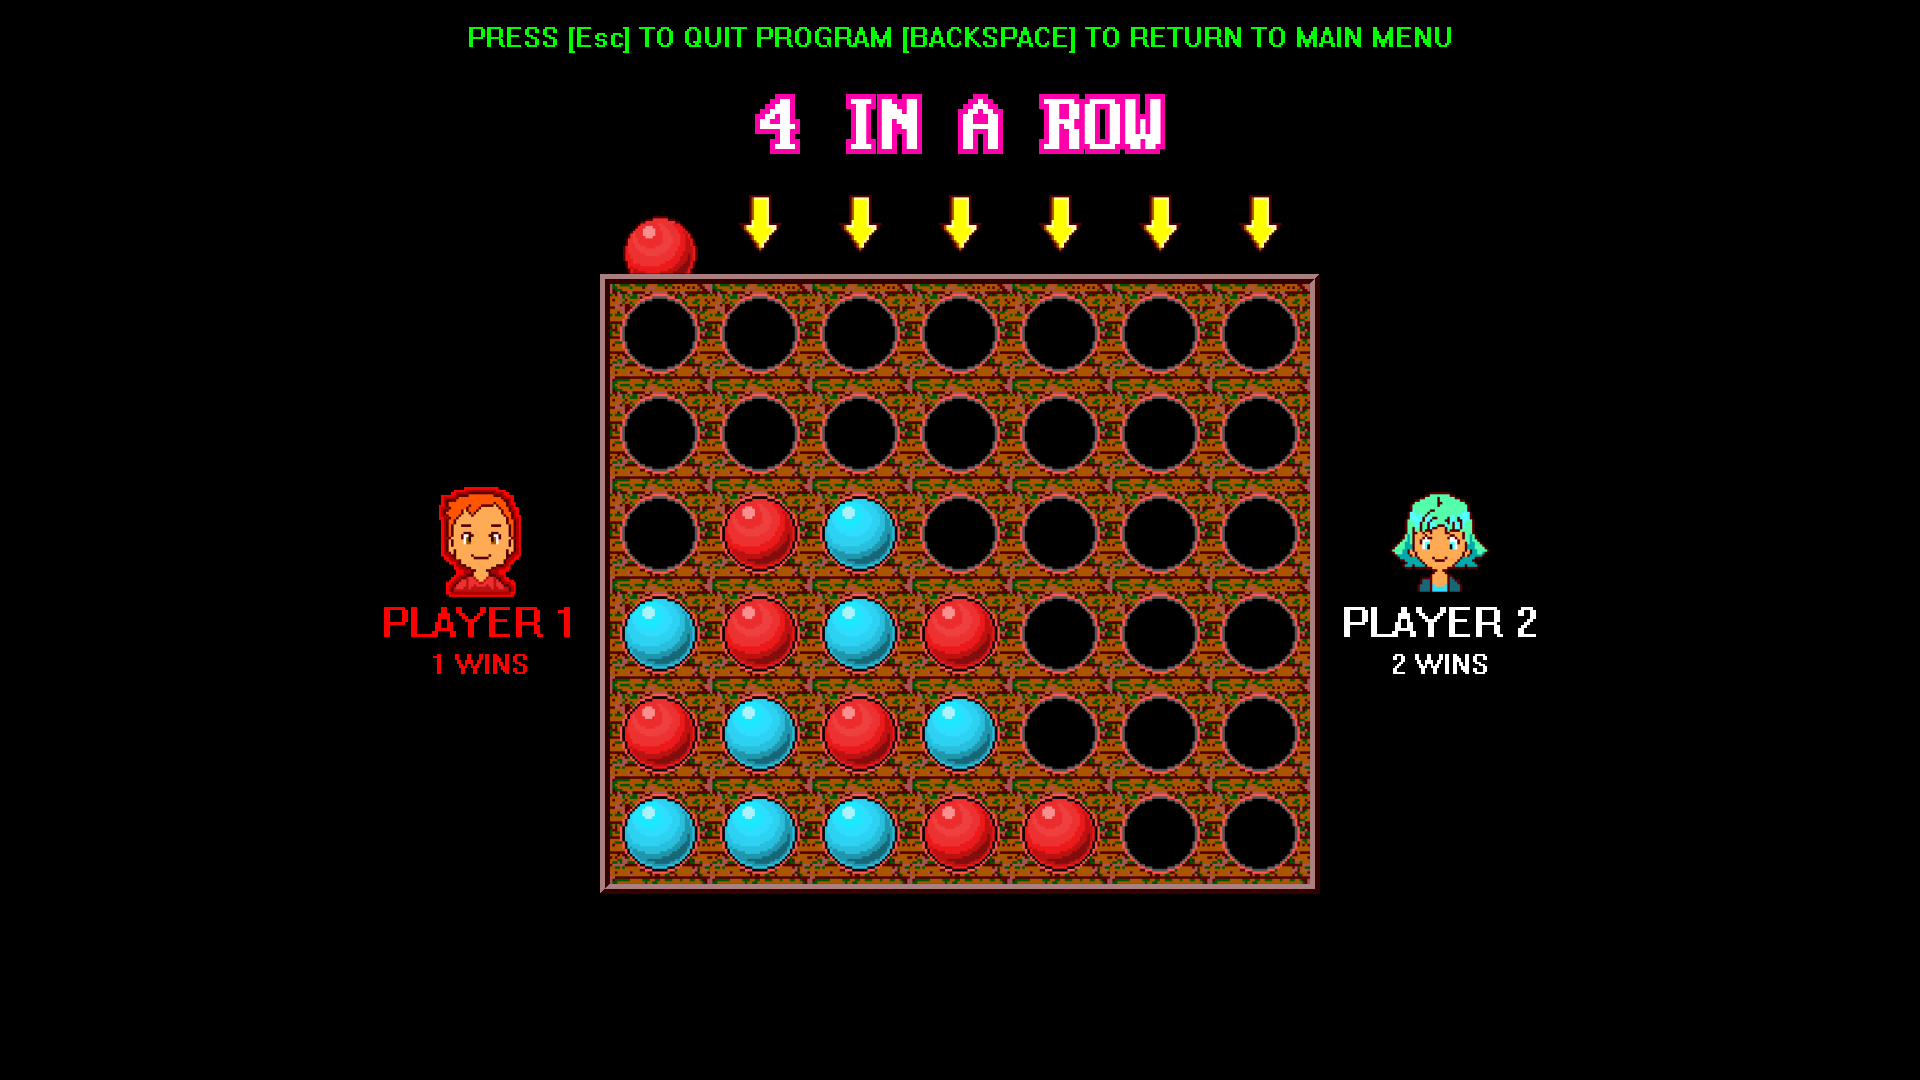 PRESS [Esc] TO QUIT PROGRAM [BACKSPACE] TO RETURN TO MAIN MENU
4 IN A ROW
PLAYER 1
1 WINS
PLAYER 2
2 WINS